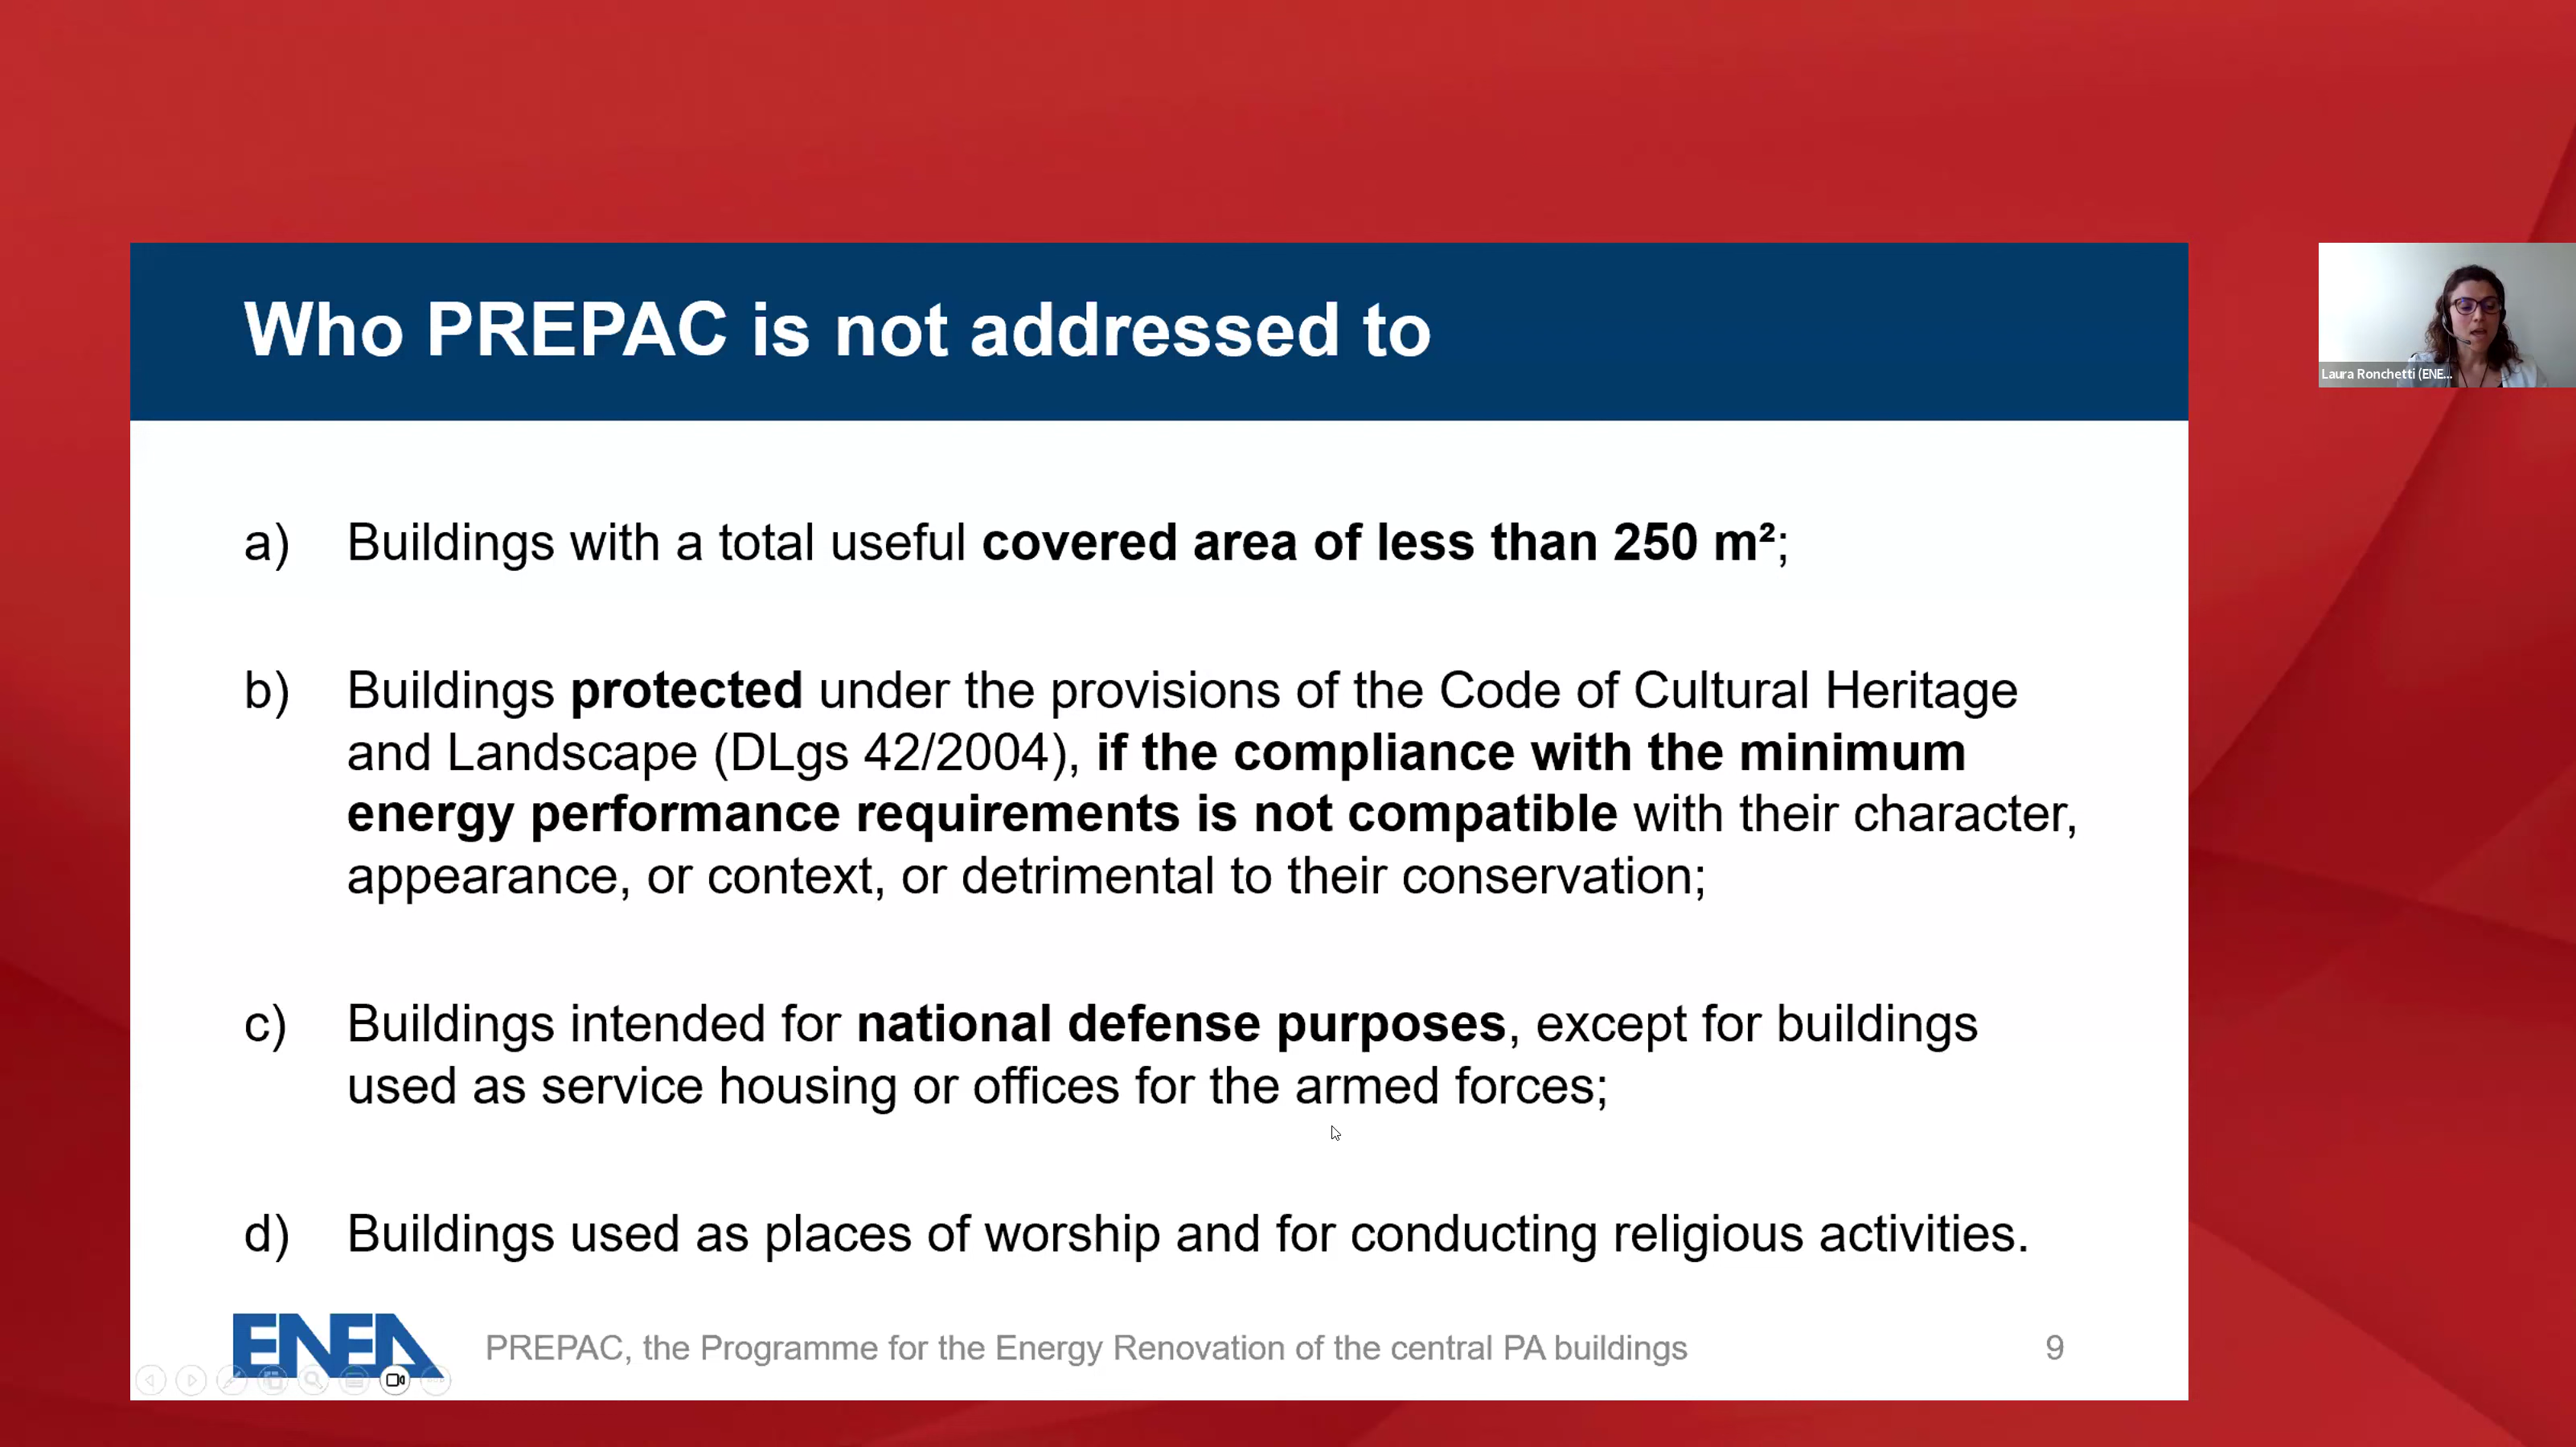 Who PREPAC is not addressed to
Laura Ronchetti (ENE...
a) Buildings with a total useful covered area of less than 250 m²;
b) Buildings protected under the provisions of the Code of Cultural Heritage
and Landscape (DLgs 42/2004), if the compliance with the minimum
energy performance requirements is not compatible with their character,
appearance, or context, or detrimental to their conservation;
c) Buildings intended for national defense purposes, except for buildings
used as service housing or offices for the armed forces;
d) Buildings used as places of worship and for conducting religious activities.
ENEA
PREPAC, the Programme for the Energy Renovation of the central PA buildings
9